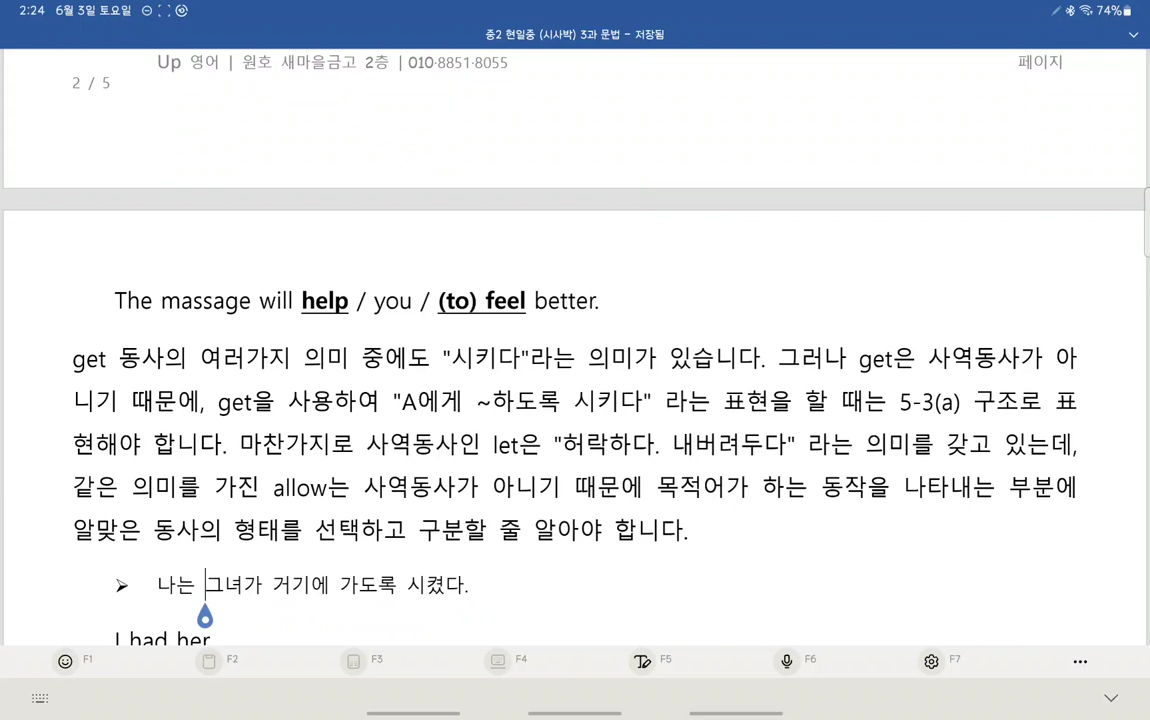 2:24 6월 3일 토요일 74%
중2 현일중 (시사박) 3과 문법 - 저장됨
Up 영어 | 원호 새마을금고 2층 | 010·8851·8055 페이지
2 / 5
The massage will help / you / (to) feel better.
get 동사의 여러가지 의미 중에도 "시키다"라는 의미가 있습니다. 그러나 get은 사역동사가 아
니기 때문에, get을 사용하여 "A에게 ~하도록 시키다" 라는 표현을 할 때는 5-3(a) 구조로 표
현해야 합니다. 마찬가지로 사역동사인 let은 "허락하다. 내버려두다" 라는 의미를 갖고 있는데,
같은 의미를 가진 allow는 사역동사가 아니기 때문에 목적어가 하는 동작을 나타내는 부분에
알맞은 동사의 형태를 선택하고 구분할 줄 알아야 합니다.
➢ 나는 그녀가 거기에 가도록 시켰다.
I had her
F1 F2 F3 F4 F5 F6 F7